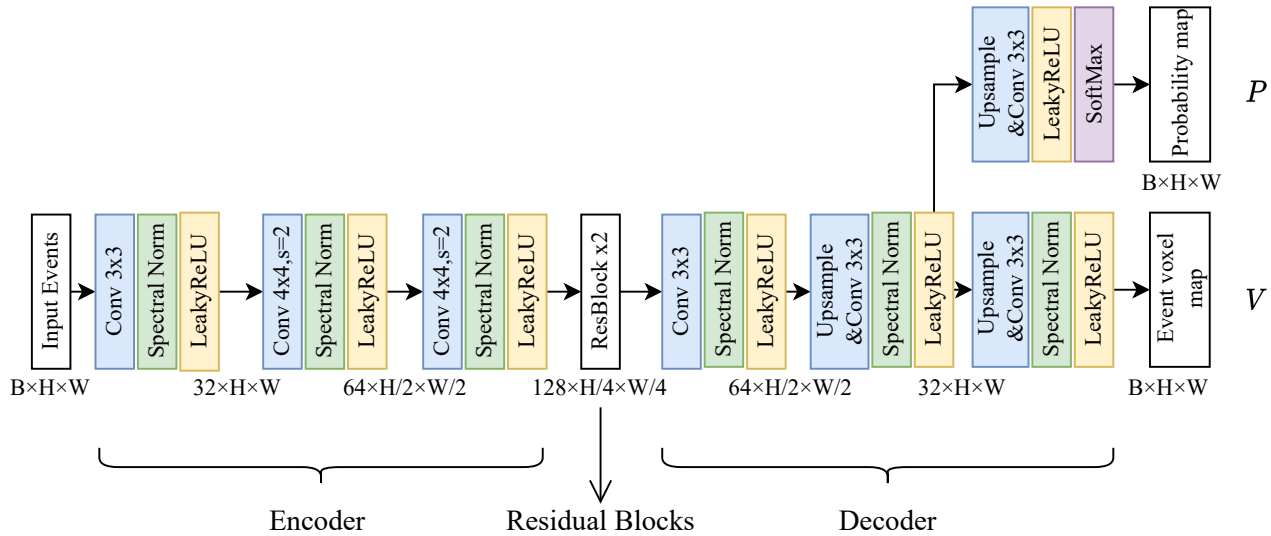 Upsample
&Conv 3x3
LeakyReLU
SoftMax
Probability map
P
B×H×W
Input Events
Conv 3x3
Spectral Norm
LeakyReLU
Conv 4x4,s=2
Spectral Norm
LeakyReLU
Conv 4x4,s=2
Spectral Norm
LeakyReLU
ResBlock x2
Conv 3x3
Spectral Norm
LeakyReLU
Upsample
&Conv 3x3
Spectral Norm
LeakyReLU
Upsample
&Conv 3x3
Spectral Norm
LeakyReLU
Event voxel
map
V
B×H×W
32×H×W
64×H/2×W/2
128×H/4×W/4
64×H/2×W/2
32×H×W
B×H×W
Encoder
Residual Blocks
Decoder